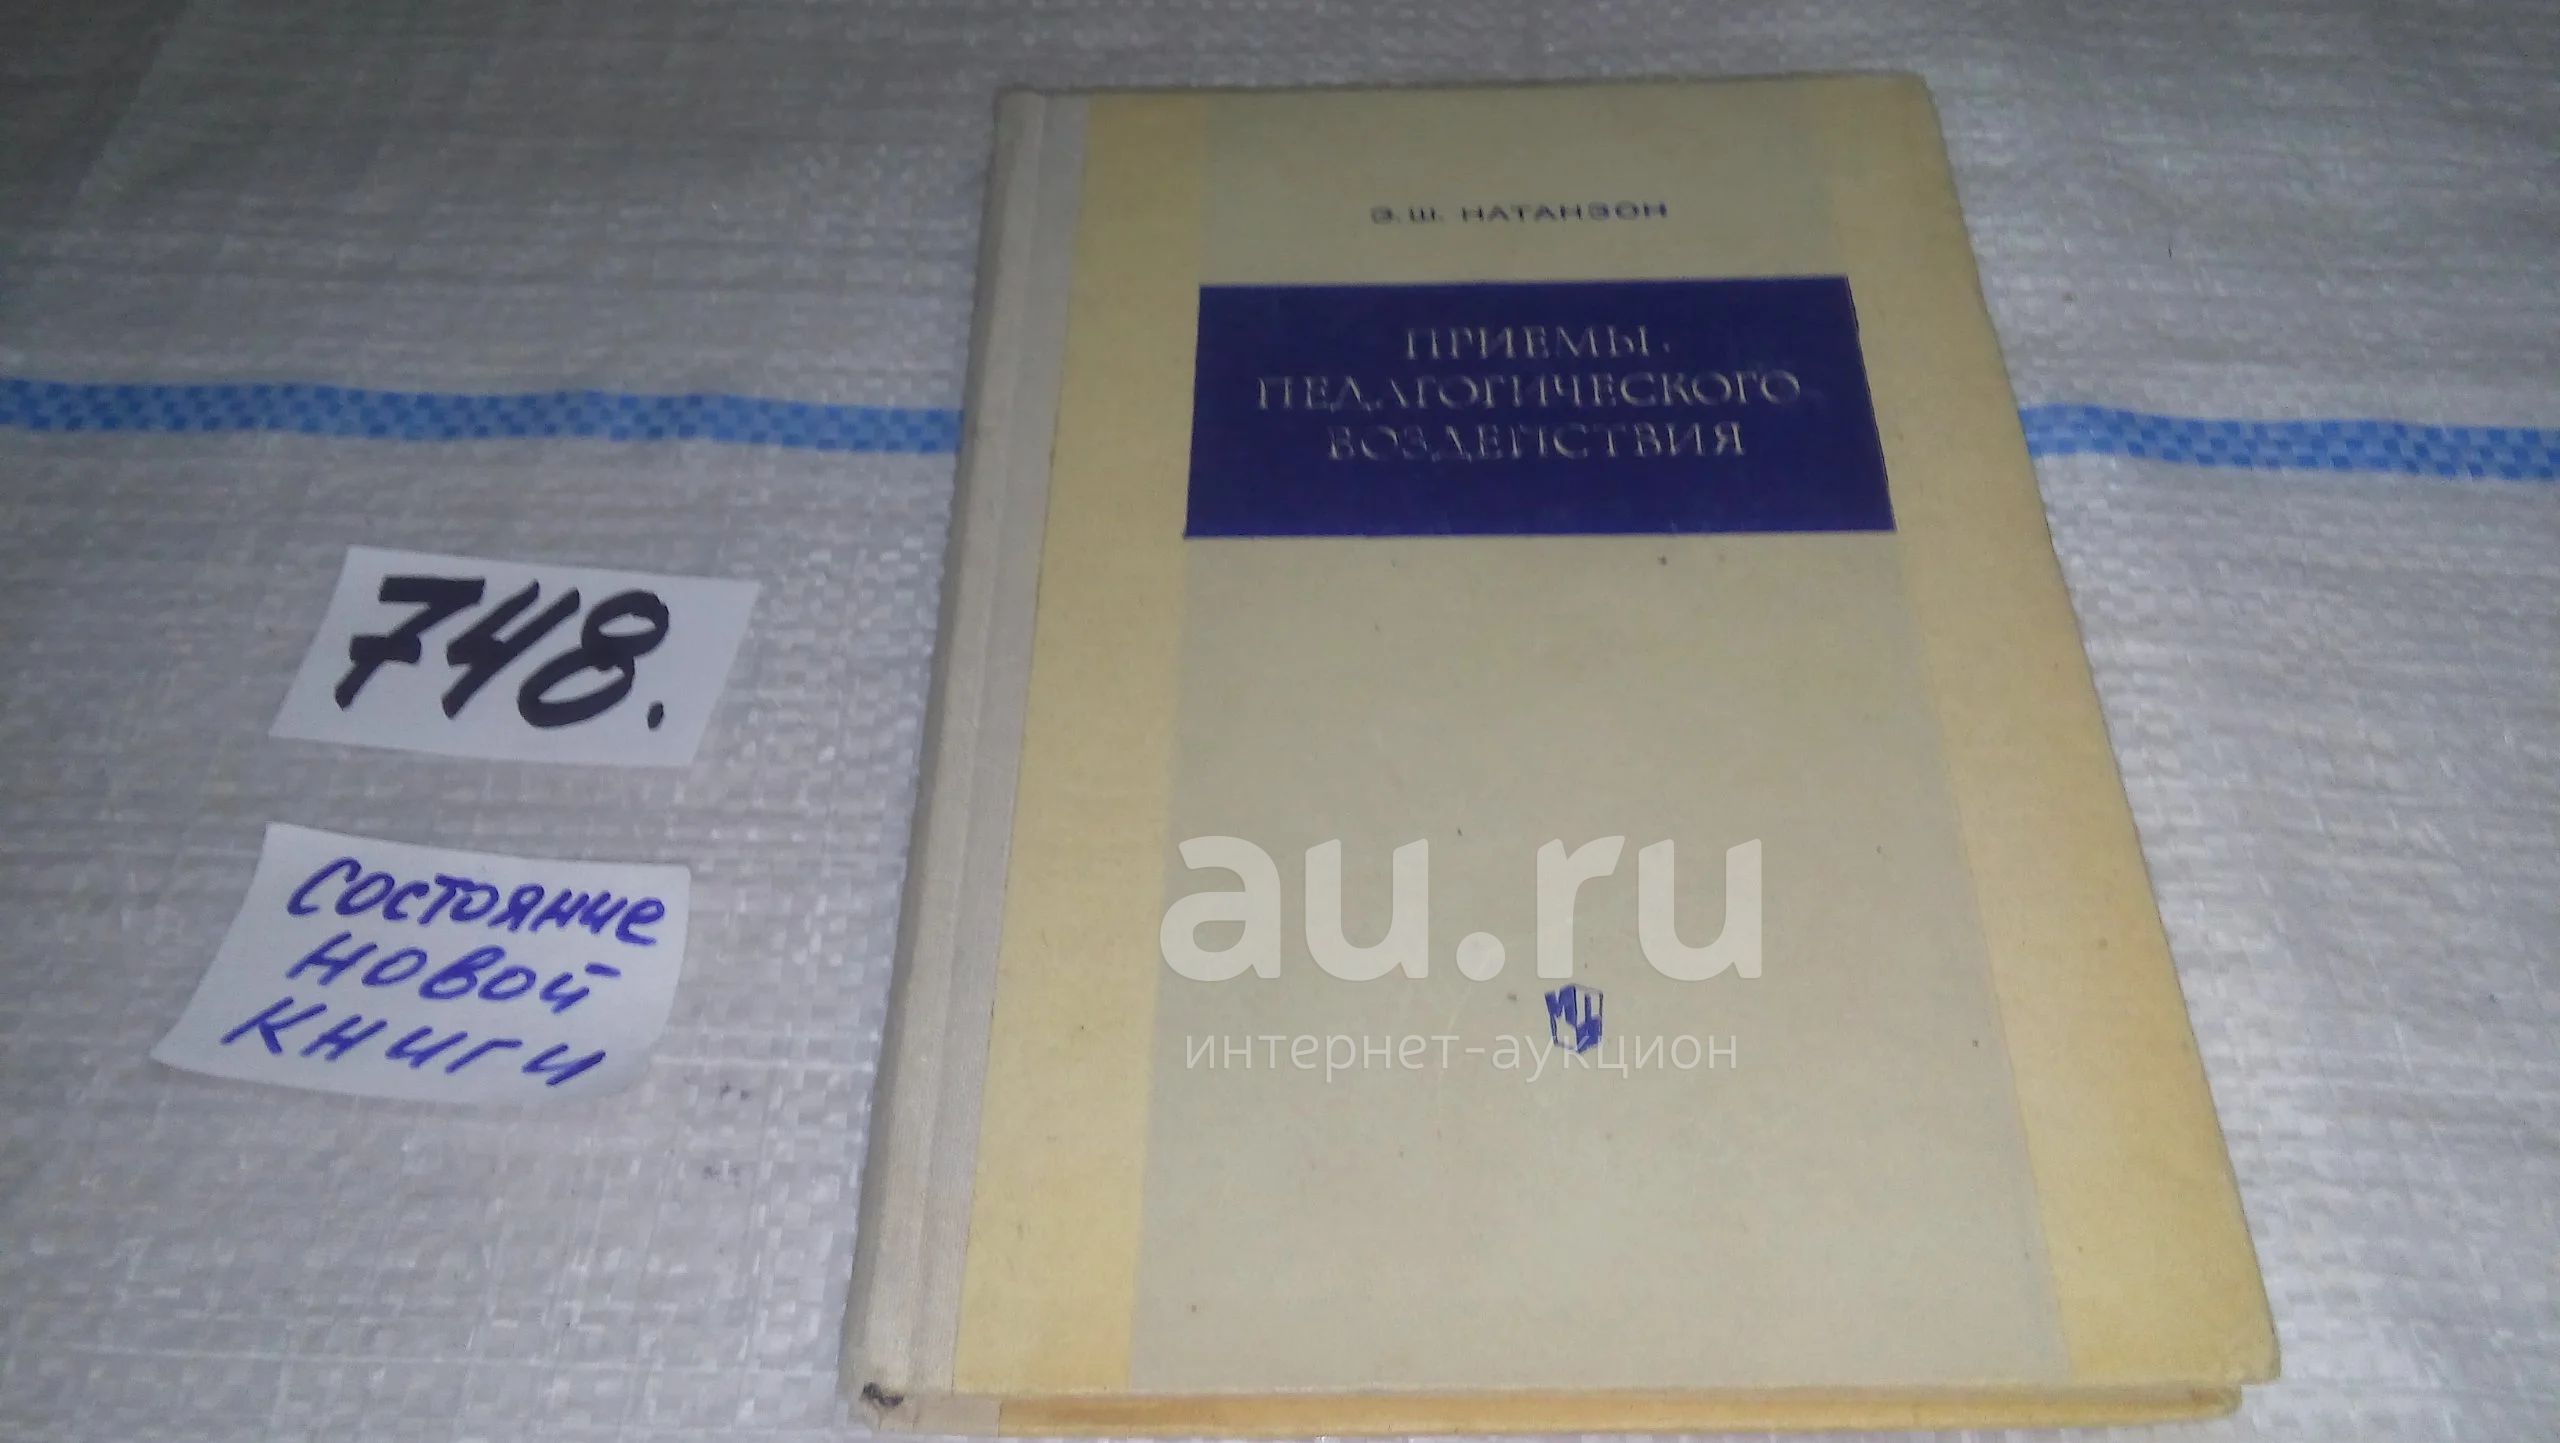 Э. Ш. НАТАНЗОН
ПРИЕМЫ
ПЕДАГОГИЧЕСКОГО
ВОЗДЕЙСТВИЯ
748.
состояние
новой
книги
au.ru
интернет-аукцион